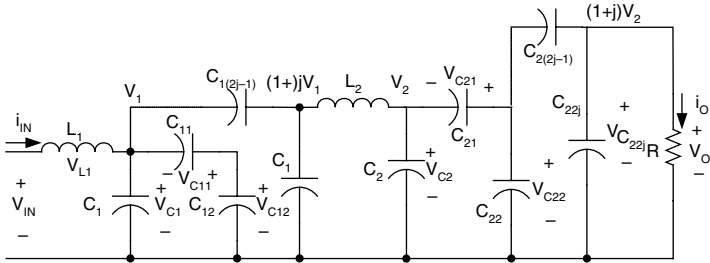 (1+j)V2
C2(2j–1)
C1(2j–1)
(1+)jV1
L2
V2
– VC21 +
V1
C21
C22j
+
VC22j
–
iO
iIN
L1
VL1
C11
– VC11 +
C1
R
+
VO
–
+
VIN
–
C1
+
VC1
–
C12
+
VC12
–
C2
+
VC2
–
C22
+
VC22
–